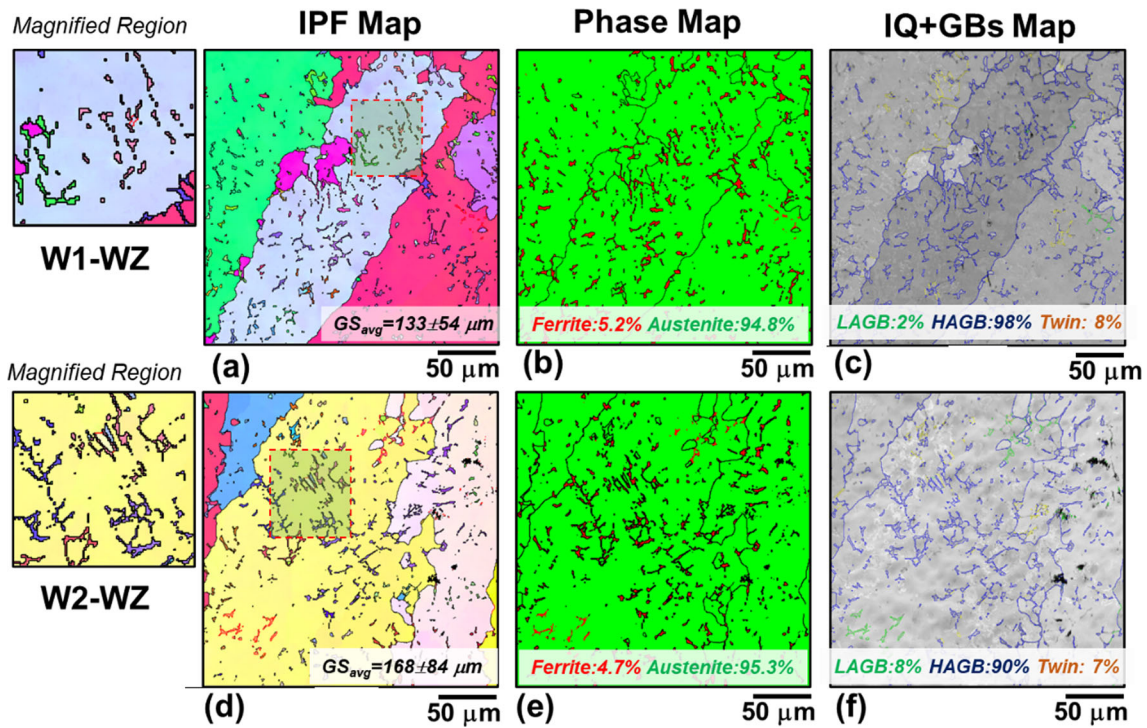 Magnified Region
IPF Map
Phase Map
IQ+GBs Map
W1-WZ
GSavg=133±54 μm
Ferrite:5.2% Austenite:94.8%
LAGB:2% HAGB:98% Twin: 8%
(a)
50 μm
(b)
50 μm
(c)
50 μm
Magnified Region
W2-WZ
GSavg=168±84 μm
Ferrite:4.7% Austenite:95.3%
LAGB:8% HAGB:90% Twin: 7%
(d)
50 μm
(e)
50 μm
(f)
50 μm